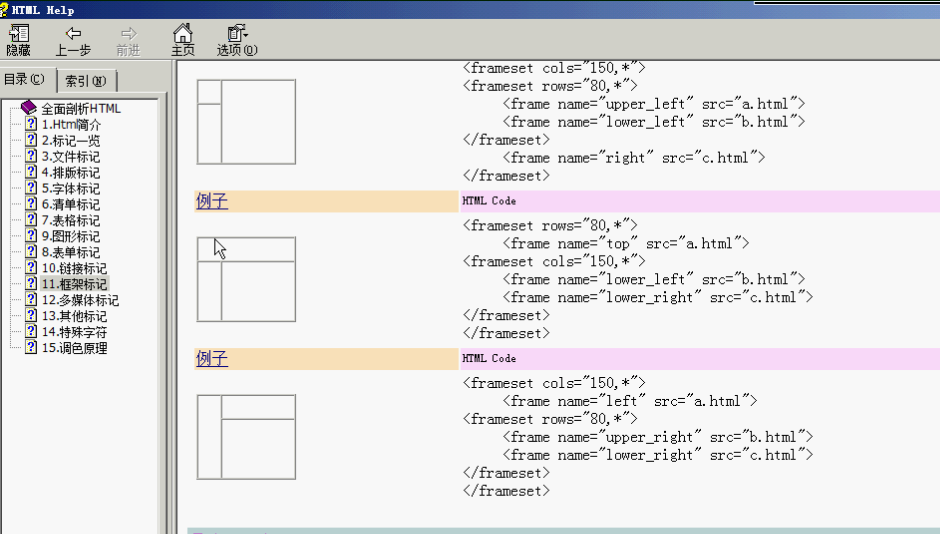 HTML Help
隐藏 上一步 前进 主页 选项(O)
目录(C) 索引(N)
全面剖析HTML
1.Html简介
2.标记一览
3.文件标记
4.排版标记
5.字体标记
6.清单标记
7.表格标记
9.图形标记
8.表单标记
10.链接标记
11.框架标记
12.多媒体标记
13.其他标记
14.特殊字符
15.调色原理
<frameset cols="150,*">
<frameset rows="80,*">
<frame name="upper_left" src="a.html">
<frame name="lower_left" src="b.html">
</frameset>
<frame name="right" src="c.html">
</frameset>
例子 HTML Code
<frameset rows="80,*">
<frame name="top" src="a.html">
<frameset cols="150,*">
<frame name="lower_left" src="b.html">
<frame name="lower_right" src="c.html">
</frameset>
</frameset>
例子 HTML Code
<frameset cols="150,*">
<frame name="left" src="a.html">
<frameset rows="80,*">
<frame name="upper_right" src="b.html">
<frame name="lower_right" src="c.html">
</frameset>
</frameset>